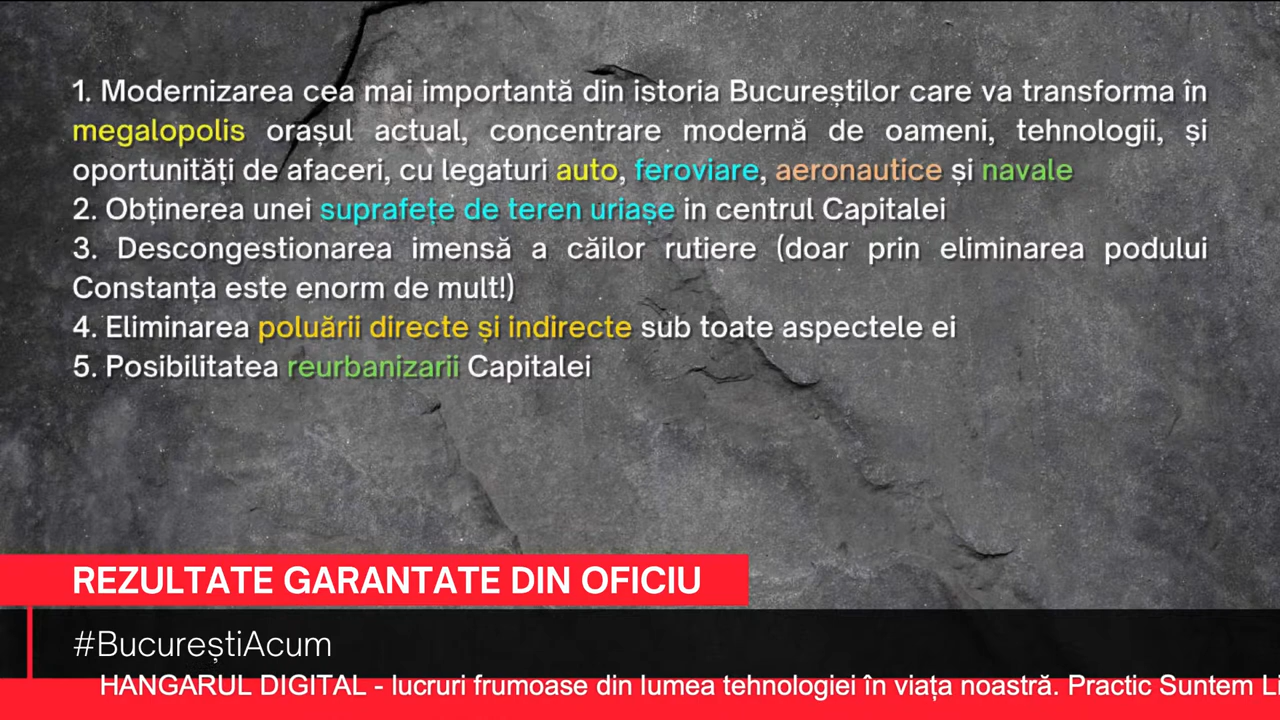 1. Modernizarea cea mai importantă din istoria Bucureștilor care va transforma în
megalopolis orașul actual, concentrare modernă de oameni, tehnologii, și
oportunități de afaceri, cu legaturi auto, feroviare, aeronautice și navale
2. Obținerea unei suprafețe de teren uriașe in centrul Capitalei
3. Descongestionarea imensă a căilor rutiere (doar prin eliminarea podului
Constanța este enorm de mult!)
4. Eliminarea poluării directe și indirecte sub toate aspectele ei
5. Posibilitatea reurbanizarii Capitalei
REZULTATE GARANTATE DIN OFICIU
#BucureștiAcum
HANGARUL DIGITAL - lucruri frumoase din lumea tehnologiei în viața noastră. Practic Suntem Li